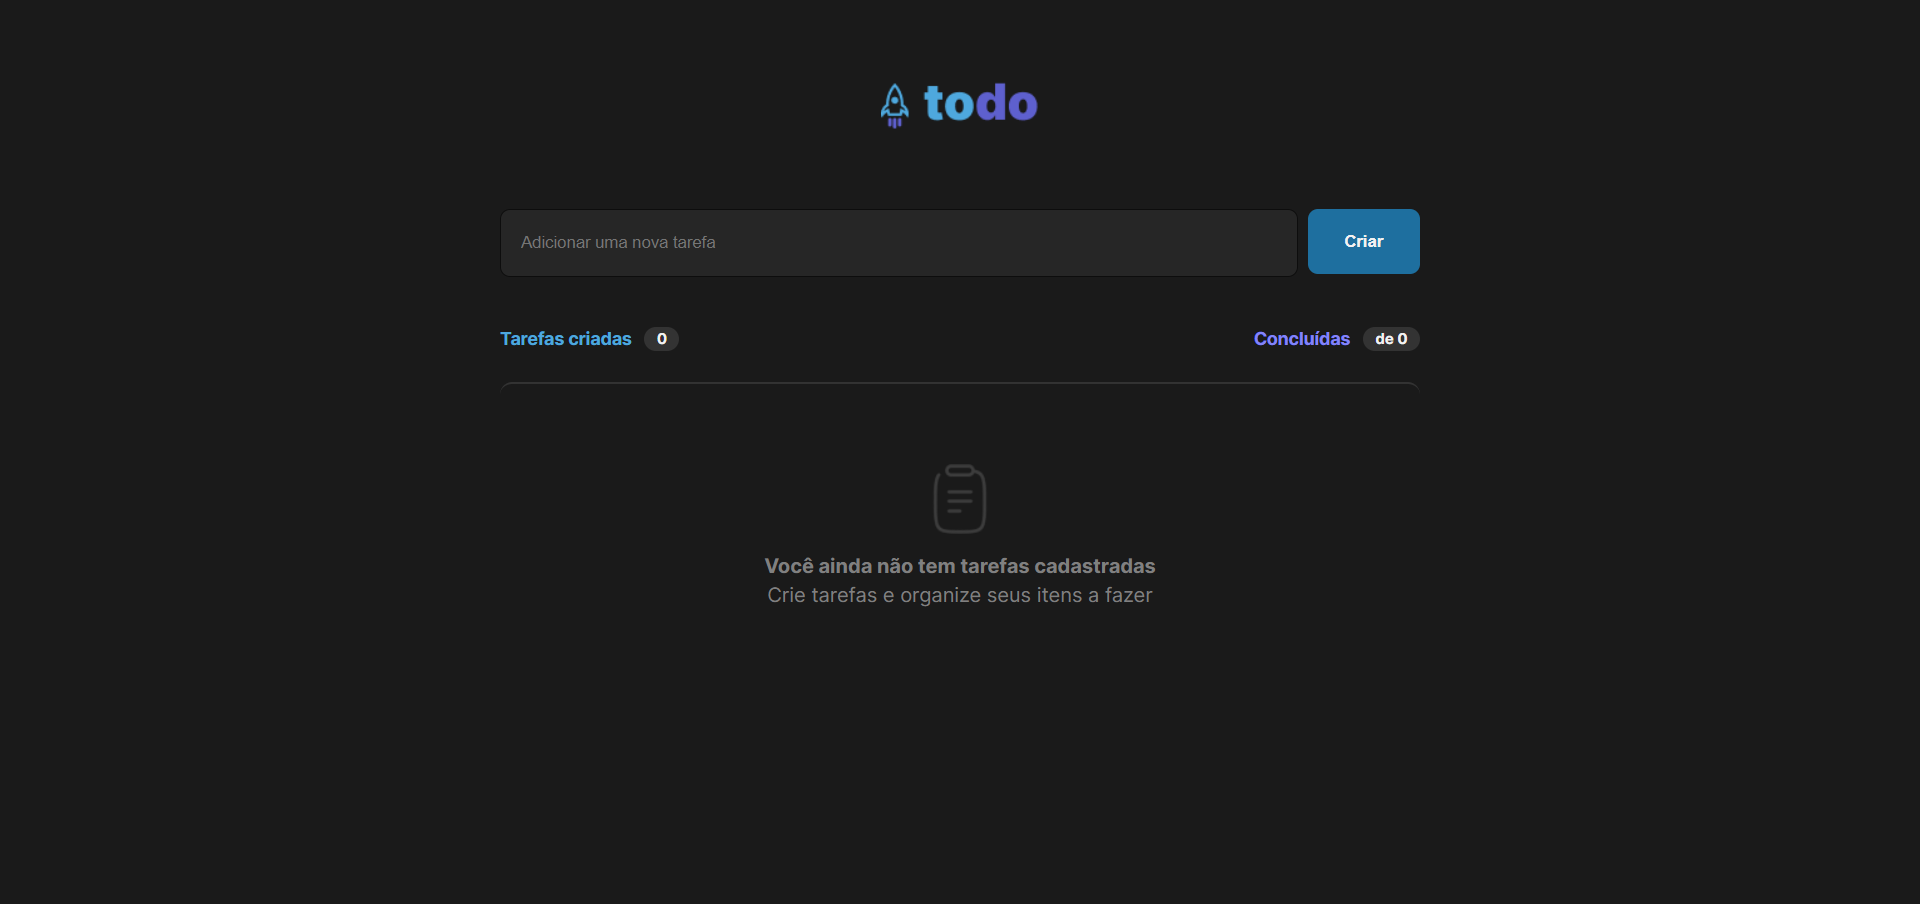 todo
Adicionar uma nova tarefa
Criar
Tarefas criadas 0
Concluídas de 0
Você ainda não tem tarefas cadastradas
Crie tarefas e organize seus itens a fazer